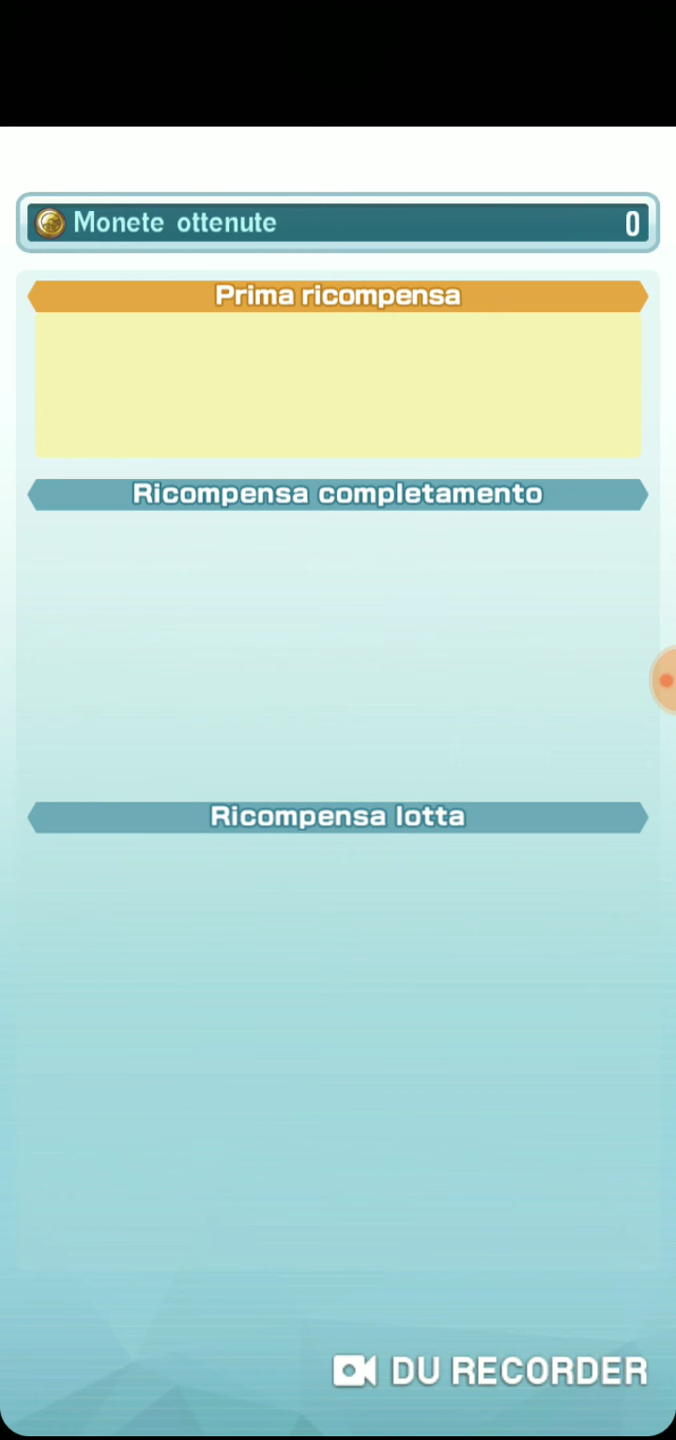 Monete ottenute 0
Prima ricompensa
Ricompensa completamento
Ricompensa lotta
DU RECORDER